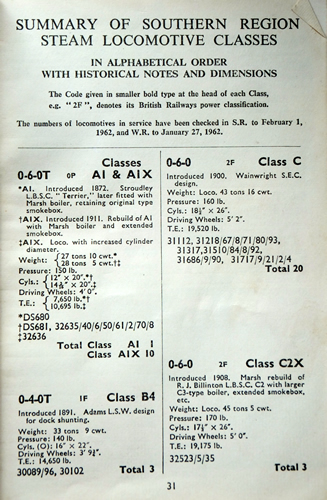 SUMMARY OF SOUTHERN REGION
STEAM LOCOMOTIVE CLASSES
IN ALPHABETICAL ORDER
WITH HISTORICAL NOTES AND DIMENSIONS
The Code given in smaller bold type at the head of each Class,
e.g. "2F", denotes its British Railways power classification.
The numbers of locomotives in service have been checked in S.R. to February 1,
1962, and W.R. to January 27, 1962.
Classes
0-6-0T 0P A1 & A1X
*A1. Introduced 1872. Stroudley
L.B.S.C. "Terrier," later fitted with
Marsh boiler, retaining original type
smokebox.
†A1X. Introduced 1911. Rebuild of A1
with Marsh boiler and extended
smokebox.
‡A1X. Loco. with increased cylinder
diameter.
Weight: { 27 tons 10 cwt.*
28 tons 5 cwt.†‡
Pressure: 150 lb.
Cyls.: { 12" × 20".*†
× 20".‡
Driving Wheels: 4' 0".
T.E.: { 7,650 lb.*†
10,695 lb.‡
*DS680
†DS681, 32635/40/6/50/61/2/70/8
‡32636
Total Class A1 1
Class A1X 10
0-4-0T 1F Class B4
Introduced 1891. Adams L.S.W. design
for dock shunting.
Weight: 33 tons 9 cwt.
Pressure: 140 lb.
Cyls. (O): 16" × 22".
Driving Wheels: 3' 9¾".
T.E.: 14,650 lb.
30089/96, 30102 Total 3
0-6-0 2F Class C
Introduced 1900. Wainwright S.E.C.
design.
Weight: Loco. 43 tons 16 cwt.
Pressure: 160 lb.
Cyls.: 18½" × 26".
Driving Wheels: 5' 2".
T.E.: 19,520 lb.
31112, 31218/67/8/71/80/93,
31317, 31510/84/8/92,
31686/9/90, 31717/9/21/2/4
Total 20
0-6-0 2F Class C2X
Introduced 1908. Marsh rebuild of
R. J. Billinton L.B.S.C. C2 with larger
C3-type boiler, extended smokebox,
etc.
Weight: Loco. 45 tons 5 cwt.
Pressure: 170 lb.
Cyls.: 17½" × 26".
Driving Wheels: 5' 0".
T.E.: 19,175 lb.
32523/5/35
Total 3
31